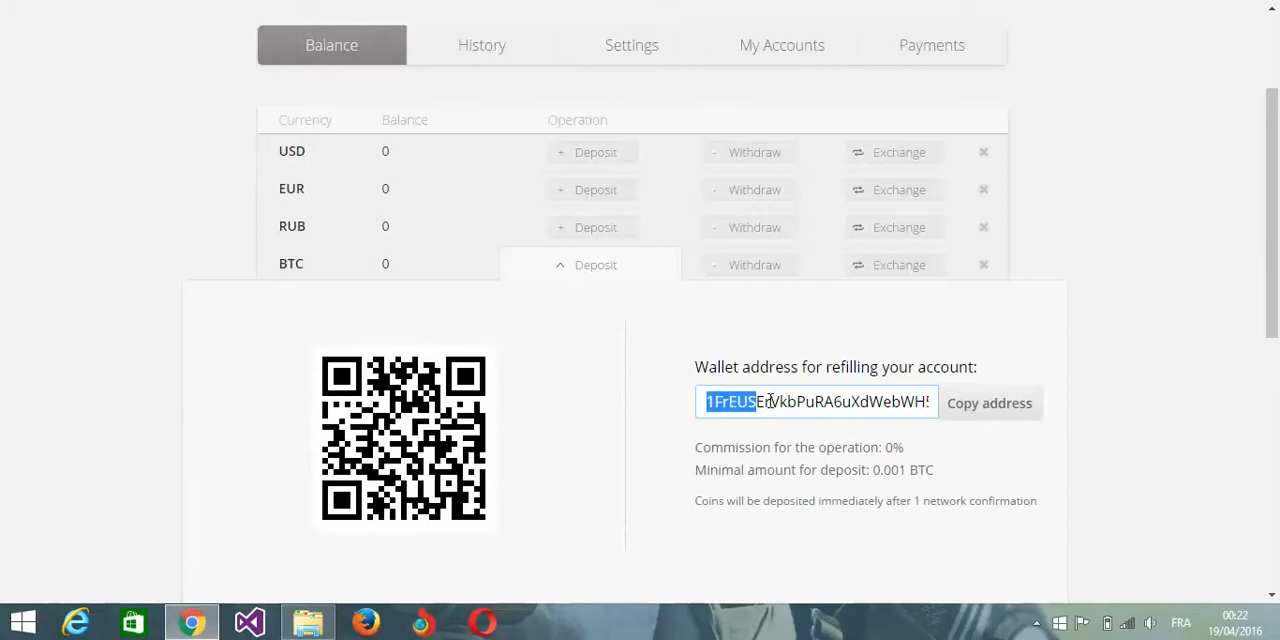 Balance History Settings My Accounts Payments
Currency Balance Operation
USD 0 + Deposit - Withdraw Exchange
EUR 0 + Deposit - Withdraw Exchange
RUB 0 + Deposit - Withdraw Exchange
BTC 0 Deposit - Withdraw Exchange
Wallet address for refilling your account:
Copy address
Commission for the operation: 0%
Minimal amount for deposit: 0.001 BTC
Coins will be deposited immediately after 1 network confirmation
00:22
FRA
19/04/2016